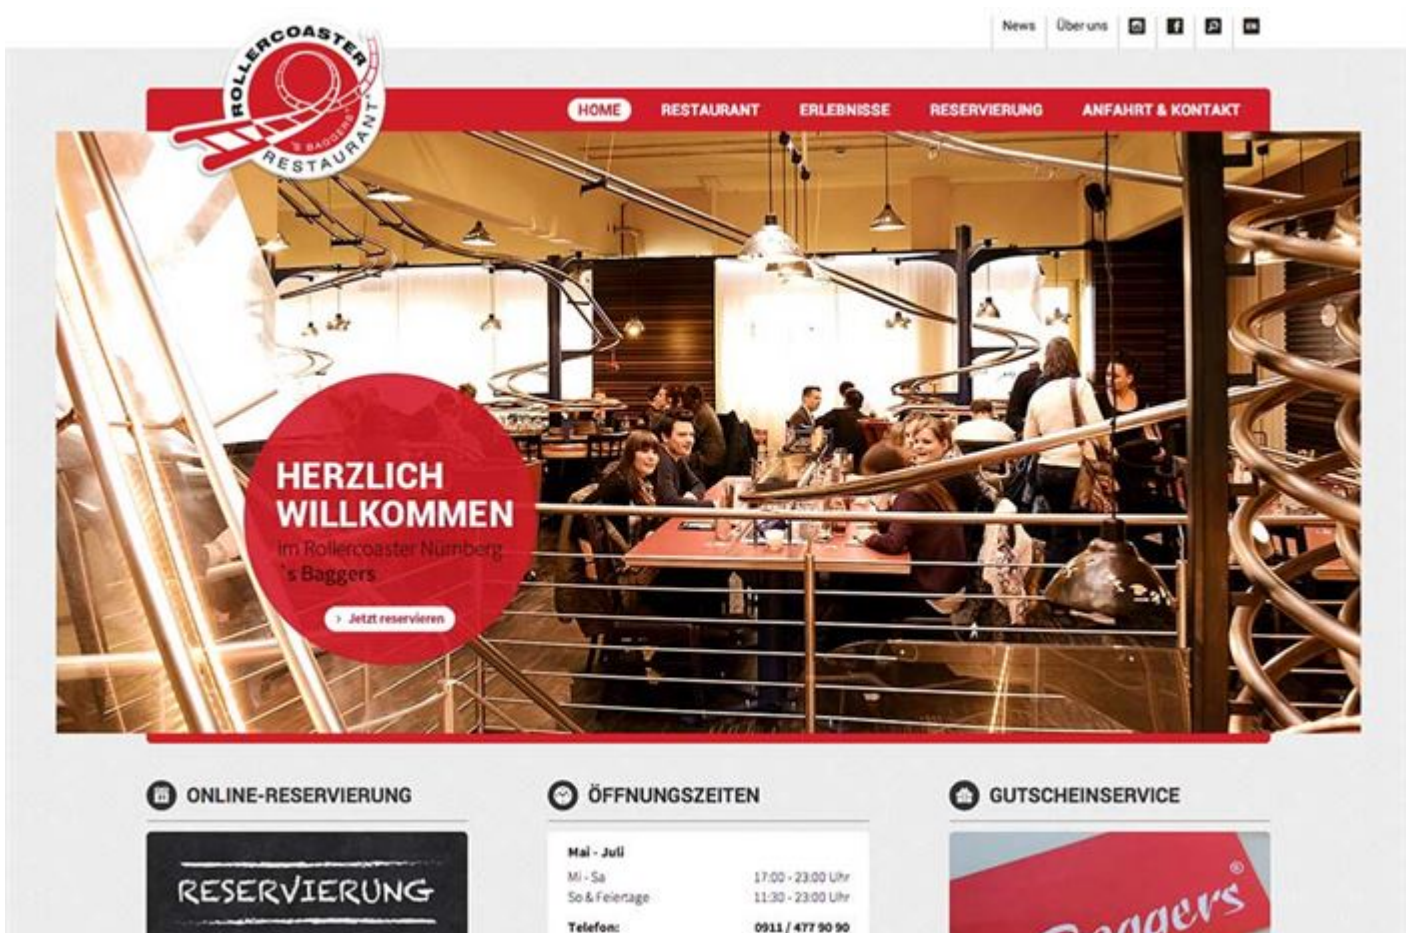 News Über uns
ROLLERCOASTER
'S BAGGERS®
RESTAURANT®
HOME RESTAURANT ERLEBNISSE RESERVIERUNG ANFAHRT & KONTAKT
HERZLICH
WILLKOMMEN
im Rollercoaster Nürnberg
`s Baggers
› Jetzt reservieren
ONLINE-RESERVIERUNG
RESERVIERUNG
ÖFFNUNGSZEITEN
Mai - Juli
Mi - Sa 17:00 - 23:00 Uhr
So & Feiertage 11:30 - 23:00 Uhr
Telefon: 0911 / 477 90 90
GUTSCHEINSERVICE
Baggers®